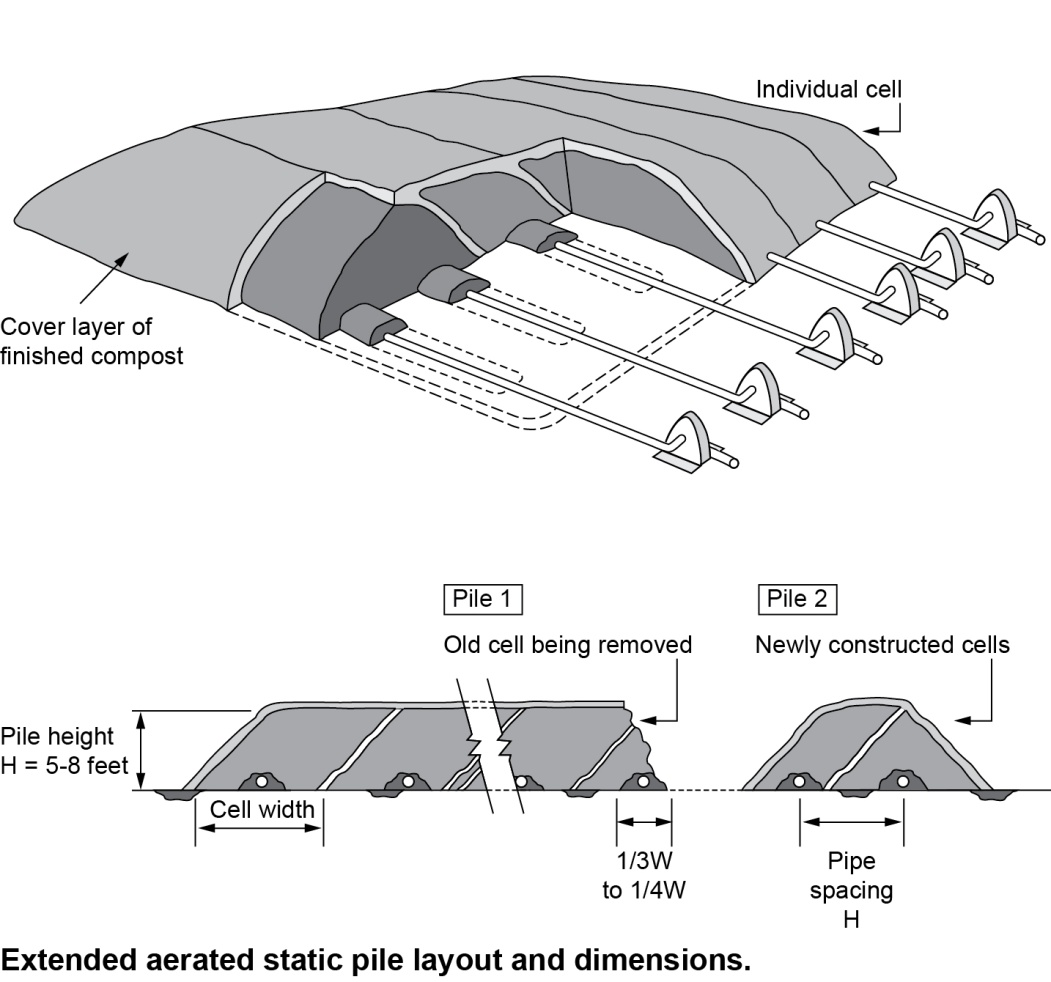 Individual cell
Cover layer of
finished compost
Pile 1
Pile 2
Old cell being removed
Newly constructed cells
Pile height
H = 5-8 feet
Cell width
1/3W
to 1/4W
Pipe
spacing
H
Extended aerated static pile layout and dimensions.